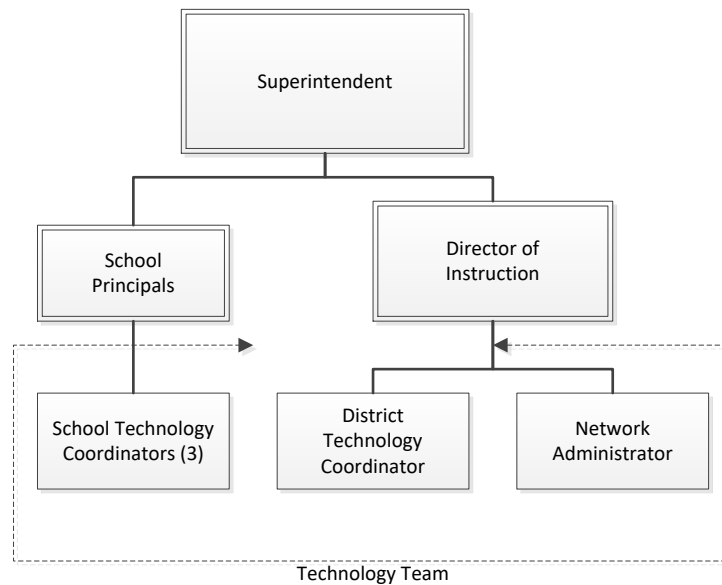 Superintendent
School
Principals
Director of
Instruction
School Technology
Coordinators (3)
District
Technology
Coordinator
Network
Administrator
Technology Team